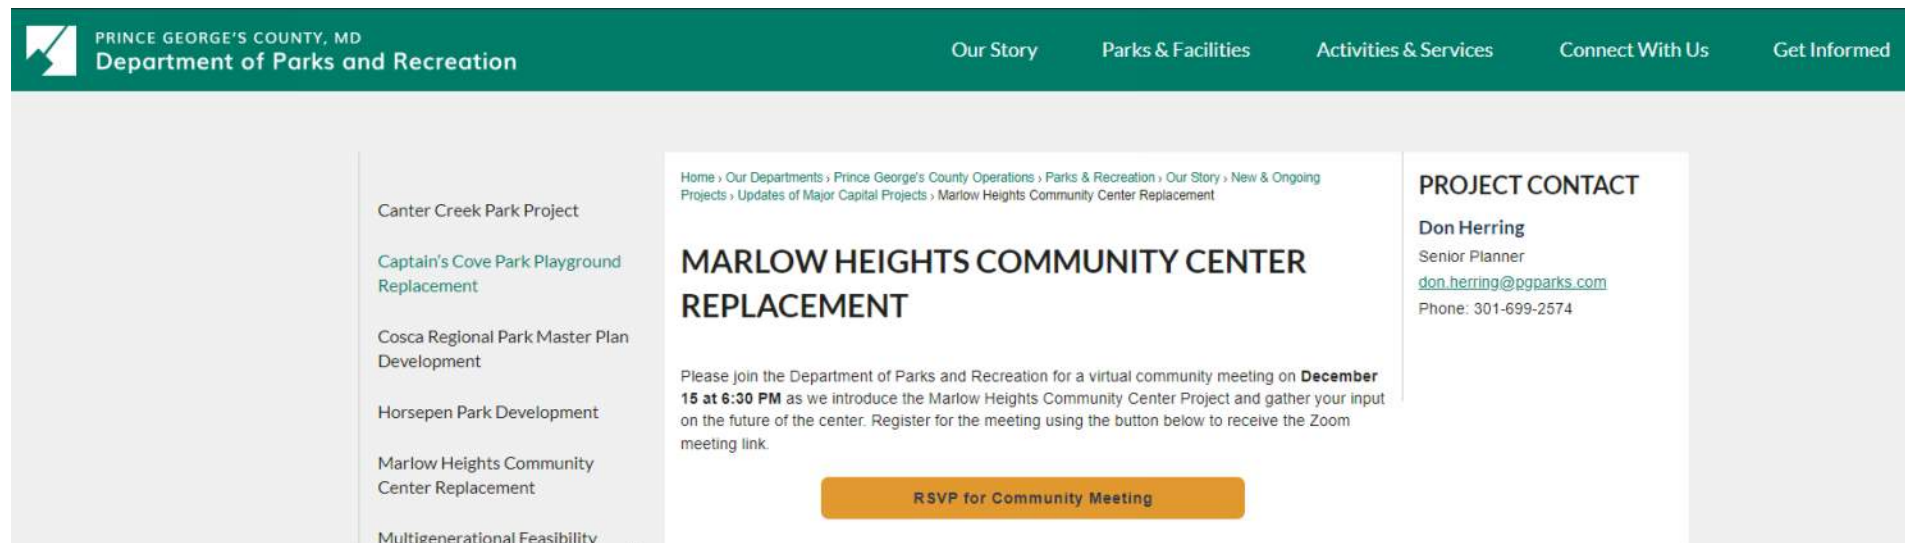 PRINCE GEORGE'S COUNTY, MD
Department of Parks and Recreation
Our Story
Parks & Facilities
Activities & Services
Connect With Us
Get Informed
Canter Creek Park Project
Captain's Cove Park Playground
Replacement
Cosca Regional Park Master Plan
Development
Horsepen Park Development
Marlow Heights Community
Center Replacement
Multigenerational Feasibility
Home › Our Departments › Prince George's County Operations › Parks & Recreation › Our Story › New & Ongoing
Projects › Updates of Major Capital Projects › Marlow Heights Community Center Replacement
MARLOW HEIGHTS COMMUNITY CENTER
REPLACEMENT
Please join the Department of Parks and Recreation for a virtual community meeting on December
15 at 6:30 PM as we introduce the Marlow Heights Community Center Project and gather your input
on the future of the center. Register for the meeting using the button below to receive the Zoom
meeting link.
RSVP for Community Meeting
PROJECT CONTACT
Don Herring
Senior Planner
don.herring@pgparks.com
Phone: 301-699-2574